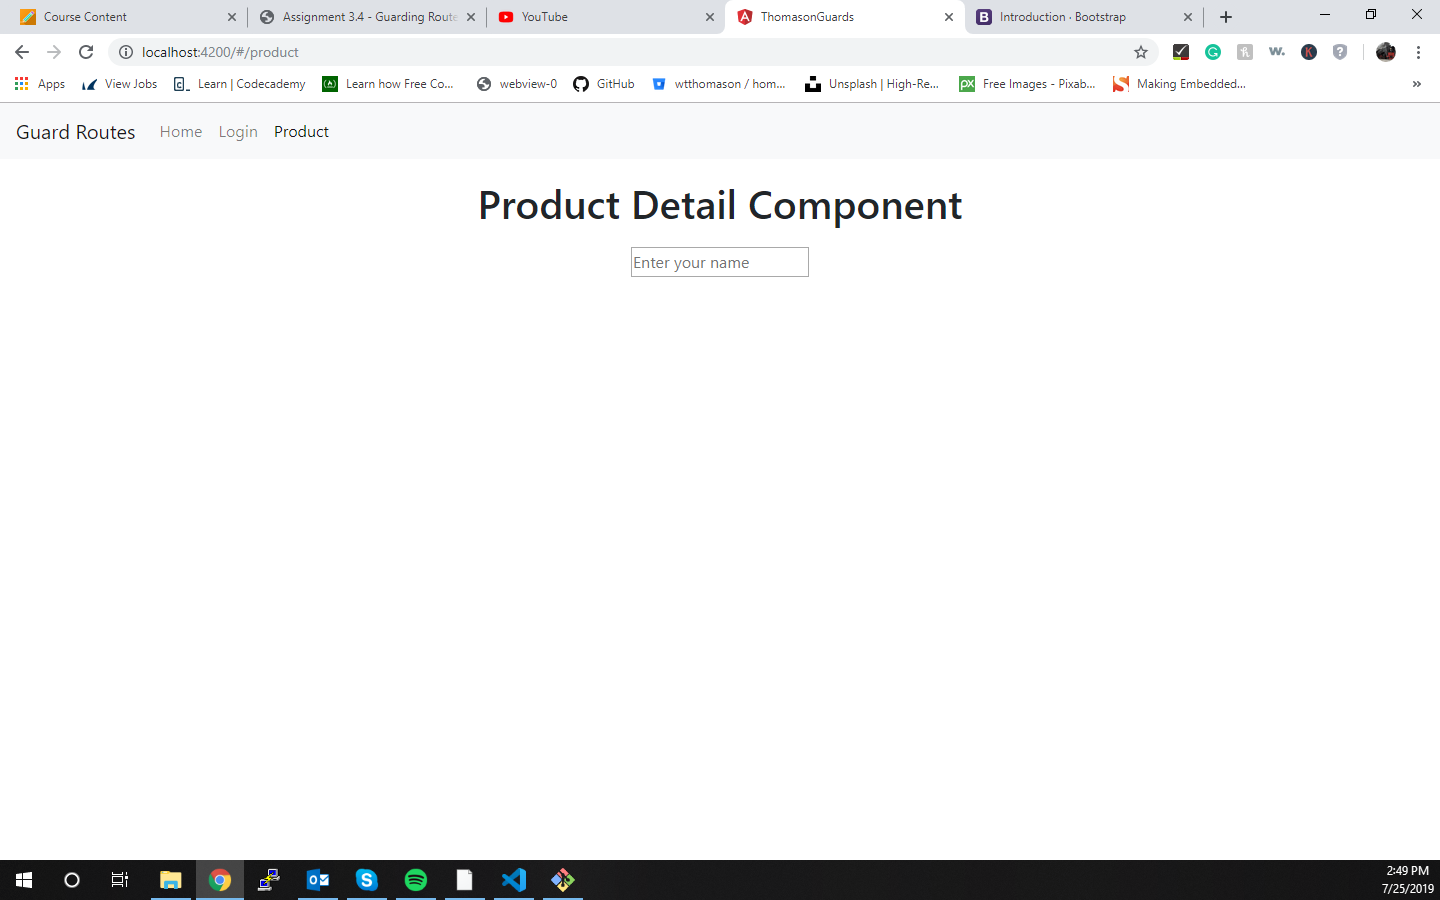 Course Content
Assignment 3.4 - Guarding Route
YouTube
ThomasonGuards
Introduction · Bootstrap
localhost:4200/#/product
Apps
View Jobs
Learn | Codecademy
Learn how Free Co...
webview-0
GitHub
wtthomason / hom...
Unsplash | High-Re...
Free Images - Pixab...
Making Embedded...
»
Guard Routes
Home
Login
Product
Product Detail Component
Enter your name
2:49 PM
7/25/2019